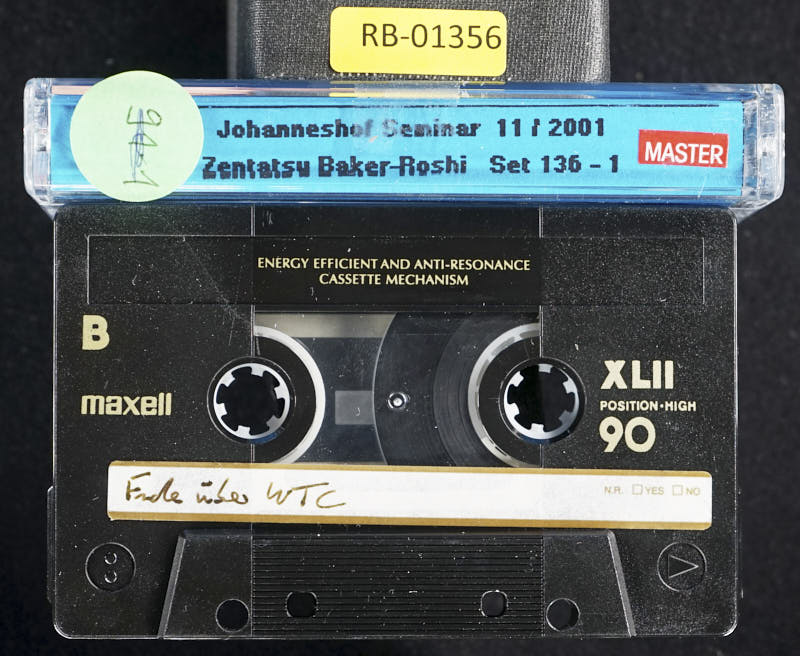 RB-01356
Johanneshof Seminar 11 / 2001
Zentatsu Baker-Roshi Set 136 - 1
MASTER
ENERGY EFFICIENT AND ANTI-RESONANCE
CASSETTE MECHANISM
B
maxell
XLII
POSITION·HIGH
90
Ende über WTC
N.R. ☐YES ☐NO